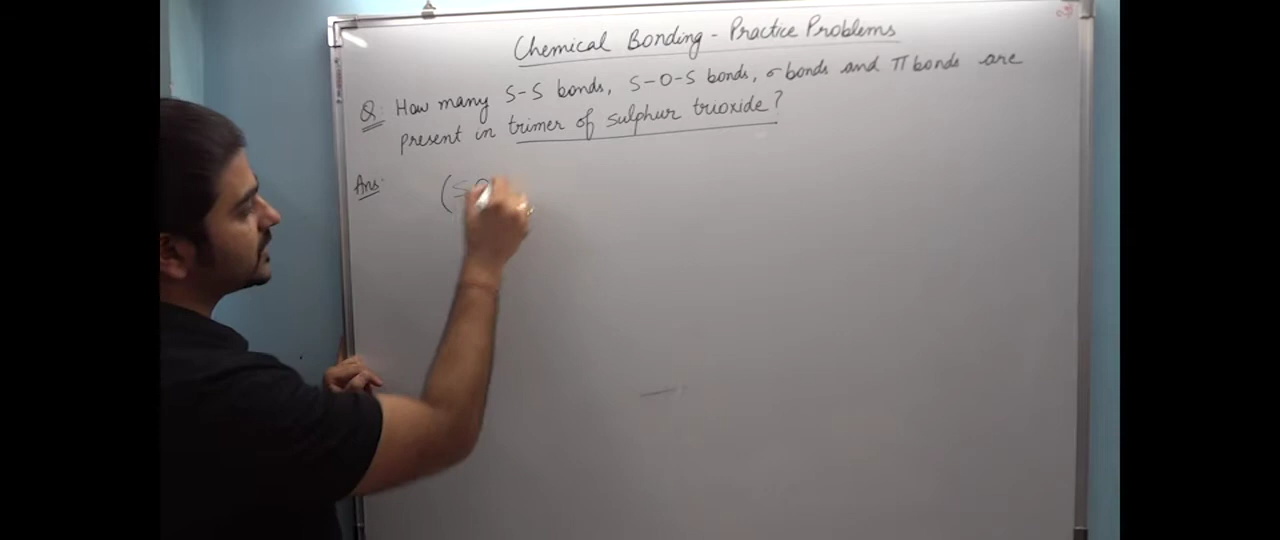 Chemical Bonding - Practice Problems
Q: How many S-S bonds, S-O-S bonds, σ bonds and π bonds are
present in trimer of sulphur trioxide?
Ans: (SO